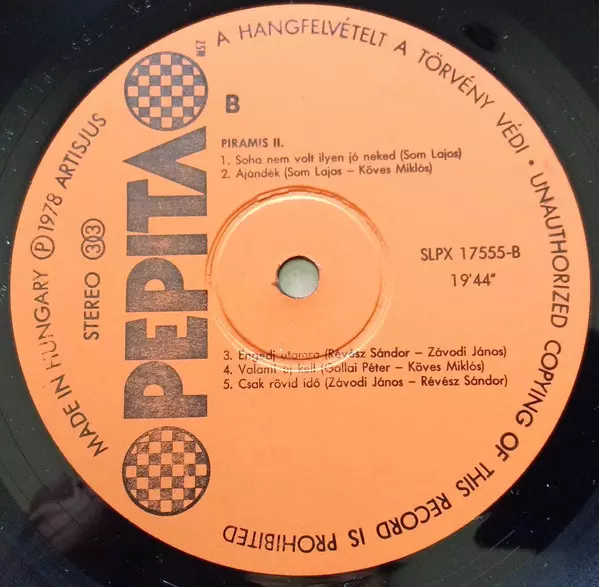 A HANGFELVÉTELT A TÖRVÉNY VÉDI · UNAUTHORIZED COPYING OF THIS RECORD IS PROHIBITED
MADE IN HUNGARY Ⓟ 1978 ARTISJUS
STEREO 33
PEPITA
MSZ
B
PIRAMIS II.
1. Soha nem volt ilyen jó neked (Som Lajos)
2. Ajándék (Som Lajos – Köves Miklós)
SLPX 17555-B
19′44″
3. Engedj utamra (Révész Sándor – Závodi János)
4. Valami új kell (Gallai Péter – Köves Miklós)
5. Csak rövid idő (Závodi János – Révész Sándor)